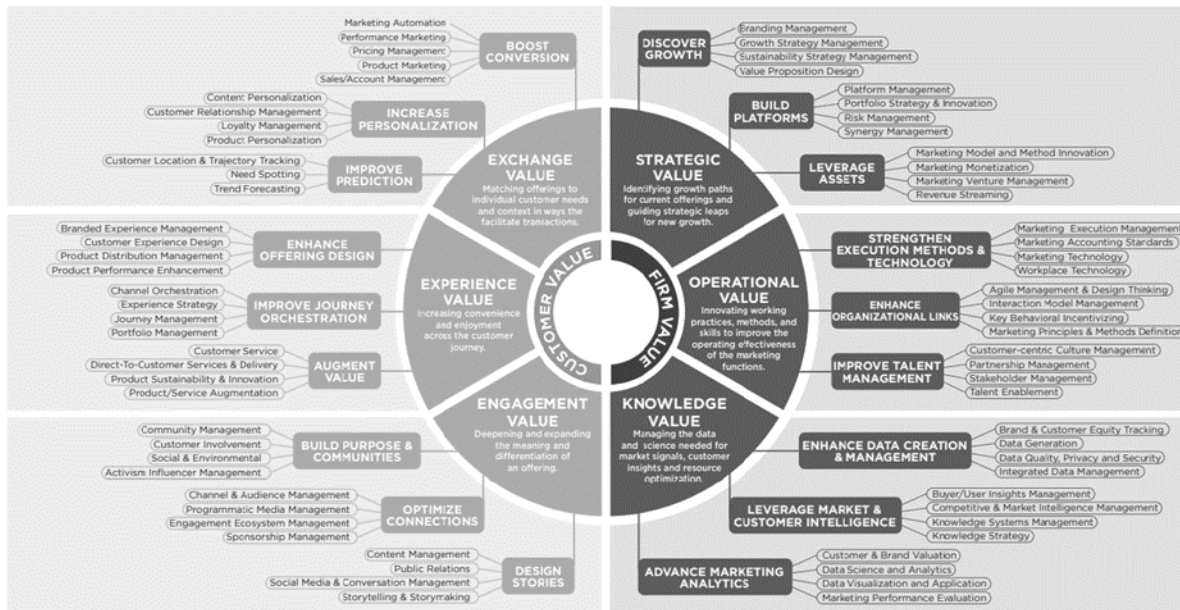 Marketing Automation
Performance Marketing
Pricing Management
Product Marketing
Sales/Account Management
BOOST
CONVERSION
Content Personalization
Customer Relationship Management
Loyalty Management
Product Personalization
INCREASE
PERSONALIZATION
Customer Location & Trajectory Tracking
Need Spotting
Trend Forecasting
IMPROVE
PREDICTION
EXCHANGE
VALUE
Matching offerings to
individual customer needs
and context in ways the
facilitate transactions.
Branded Experience Management
Customer Experience Design
Product Distribution Management
Product Performance Enhancement
ENHANCE
OFFERING DESIGN
Channel Orchestration
Experience Strategy
Journey Management
Portfolio Management
IMPROVE JOURNEY
ORCHESTRATION
Customer Service
Direct-To-Customer Services & Delivery
Product Sustainability & Innovation
Product/Service Augmentation
AUGMENT
VALUE
EXPERIENCE
VALUE
Increasing convenience
and enjoyment
across the customer
journey.
Community Management
Customer Involvement
Social & Environmental
Activism Influencer Management
BUILD PURPOSE &
COMMUNITIES
Channel & Audience Management
Programmatic Media Management
Engagement Ecosystem Management
Sponsorship Management
OPTIMIZE
CONNECTIONS
Content Management
Public Relations
Social Media & Conversation Management
Storytelling & Storymaking
DESIGN
STORIES
ENGAGEMENT
VALUE
Deepening and expanding
the meaning and
differentiation of
an offering.
CUSTOMER VALUE
FIRM VALUE
DISCOVER
GROWTH
Branding Management
Growth Strategy Management
Sustainability Strategy Management
Value Proposition Design
BUILD
PLATFORMS
Platform Management
Portfolio Strategy & Innovation
Risk Management
Synergy Management
LEVERAGE
ASSETS
Marketing Model and Method Innovation
Marketing Monetization
Marketing Venture Management
Revenue Streaming
STRATEGIC
VALUE
Identifying growth paths
for current offerings and
guiding strategic leaps
for new growth.
STRENGTHEN
EXECUTION METHODS &
TECHNOLOGY
Marketing Execution Management
Marketing Accounting Standards
Marketing Technology
Workplace Technology
ENHANCE
ORGANIZATIONAL LINKS
Agile Management & Design Thinking
Interaction Model Management
Key Behavioral Incentivizing
Marketing Principles & Methods Definition
IMPROVE TALENT
MANAGEMENT
Customer-centric Culture Management
Partnership Management
Stakeholder Management
Talent Enablement
OPERATIONAL
VALUE
Innovating working
practices, methods, and
skills to improve the
operating effectiveness
of the marketing
functions.
ENHANCE DATA CREATION
& MANAGEMENT
Brand & Customer Equity Tracking
Data Generation
Data Quality, Privacy and Security
Integrated Data Management
LEVERAGE MARKET &
CUSTOMER INTELLIGENCE
Buyer/User Insights Management
Competitive & Market Intelligence Management
Knowledge Systems Management
Knowledge Strategy
ADVANCE MARKETING
ANALYTICS
Customer & Brand Valuation
Data Science and Analytics
Data Visualization and Application
Marketing Performance Evaluation
KNOWLEDGE
VALUE
Managing the data
and science needed for
market signals, customer
insights and resource
optimization.